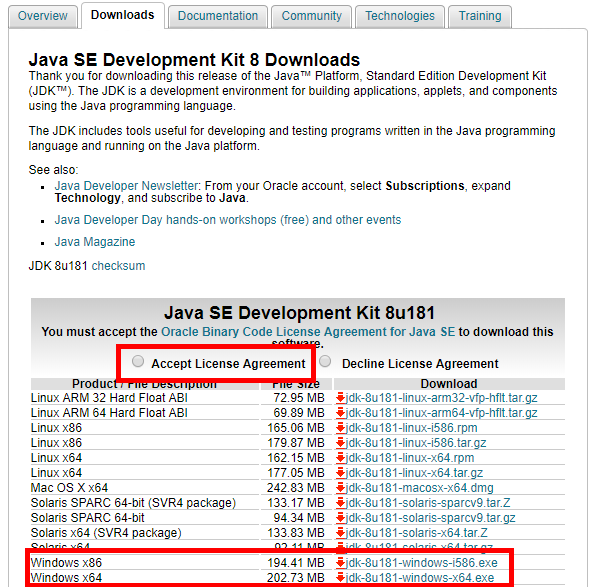 Overview Downloads Documentation Community Technologies Training
Java SE Development Kit 8 Downloads
Thank you for downloading this release of the Java™ Platform, Standard Edition Development Kit
(JDK™). The JDK is a development environment for building applications, applets, and components
using the Java programming language.
The JDK includes tools useful for developing and testing programs written in the Java programming
language and running on the Java platform.
See also:
Java Developer Newsletter: From your Oracle account, select Subscriptions, expand
Technology, and subscribe to Java.
Java Developer Day hands-on workshops (free) and other events
Java Magazine
JDK 8u181 checksum
Java SE Development Kit 8u181
You must accept the Oracle Binary Code License Agreement for Java SE to download this
software.
Accept License Agreement Decline License Agreement
Product / File Description File Size Download
Linux ARM 32 Hard Float ABI 72.95 MB jdk-8u181-linux-arm32-vfp-hflt.tar.gz
Linux ARM 64 Hard Float ABI 69.89 MB jdk-8u181-linux-arm64-vfp-hflt.tar.gz
Linux x86 165.06 MB jdk-8u181-linux-i586.rpm
Linux x86 179.87 MB jdk-8u181-linux-i586.tar.gz
Linux x64 162.15 MB jdk-8u181-linux-x64.rpm
Linux x64 177.05 MB jdk-8u181-linux-x64.tar.gz
Mac OS X x64 242.83 MB jdk-8u181-macosx-x64.dmg
Solaris SPARC 64-bit (SVR4 package) 133.17 MB jdk-8u181-solaris-sparcv9.tar.Z
Solaris SPARC 64-bit 94.34 MB jdk-8u181-solaris-sparcv9.tar.gz
Solaris x64 (SVR4 package) 133.83 MB jdk-8u181-solaris-x64.tar.Z
Solaris x64 92.11 MB jdk-8u181-solaris-x64.tar.gz
Windows x86 194.41 MB jdk-8u181-windows-i586.exe
Windows x64 202.73 MB jdk-8u181-windows-x64.exe